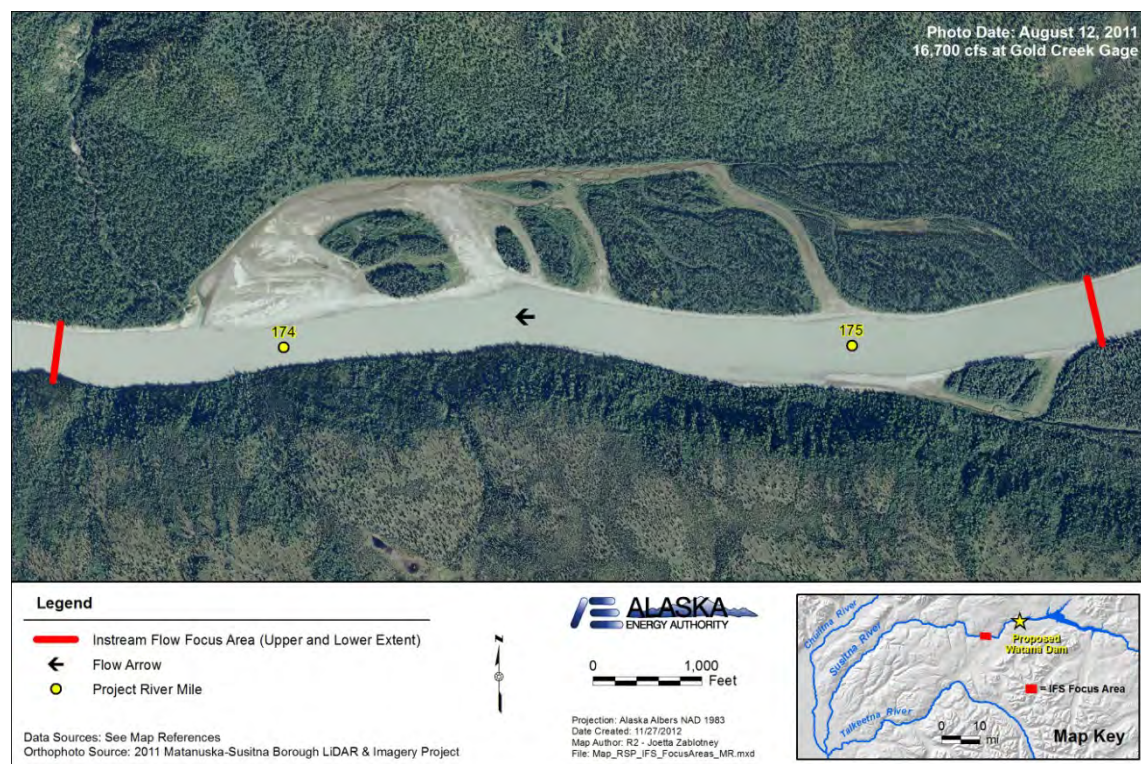 Photo Date: August 12, 2011
16,700 cfs at Gold Creek Gage
174
175
Legend
Instream Flow Focus Area (Upper and Lower Extent)
Flow Arrow
Project River Mile
Data Sources: See Map References
Orthophoto Source: 2011 Matanuska-Susitna Borough LiDAR & Imagery Project
N
ALASKA
ENERGY AUTHORITY
0 1,000
Feet
Projection: Alaska Albers NAD 1983
Date Created: 11/27/2012
Map Author: R2 - Joetta Zablotney
File: Map_RSP_IFS_FocusAreas_MR.mxd
Chulitna River
Susitna River
Talkeetna River
Proposed
Watana Dam
= IFS Focus Area
0 10
mi
Map Key